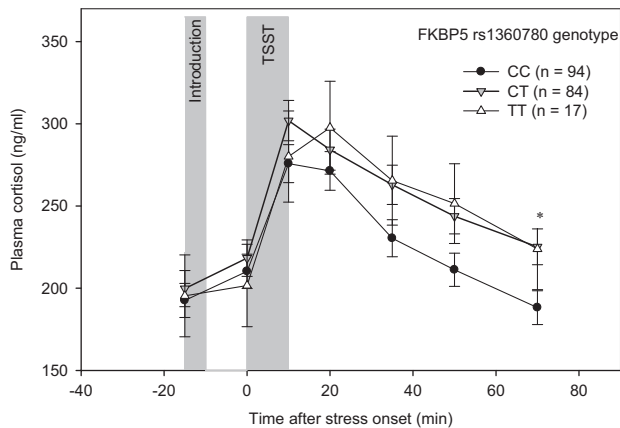 FKBP5 rs1360780 genotype
CC (n = 94)
CT (n = 84)
TT (n = 17)
Introduction
TSST
Plasma cortisol (ng/ml)
350
300
250
200
150
*
-40
-20
0
20
40
60
80
Time after stress onset (min)